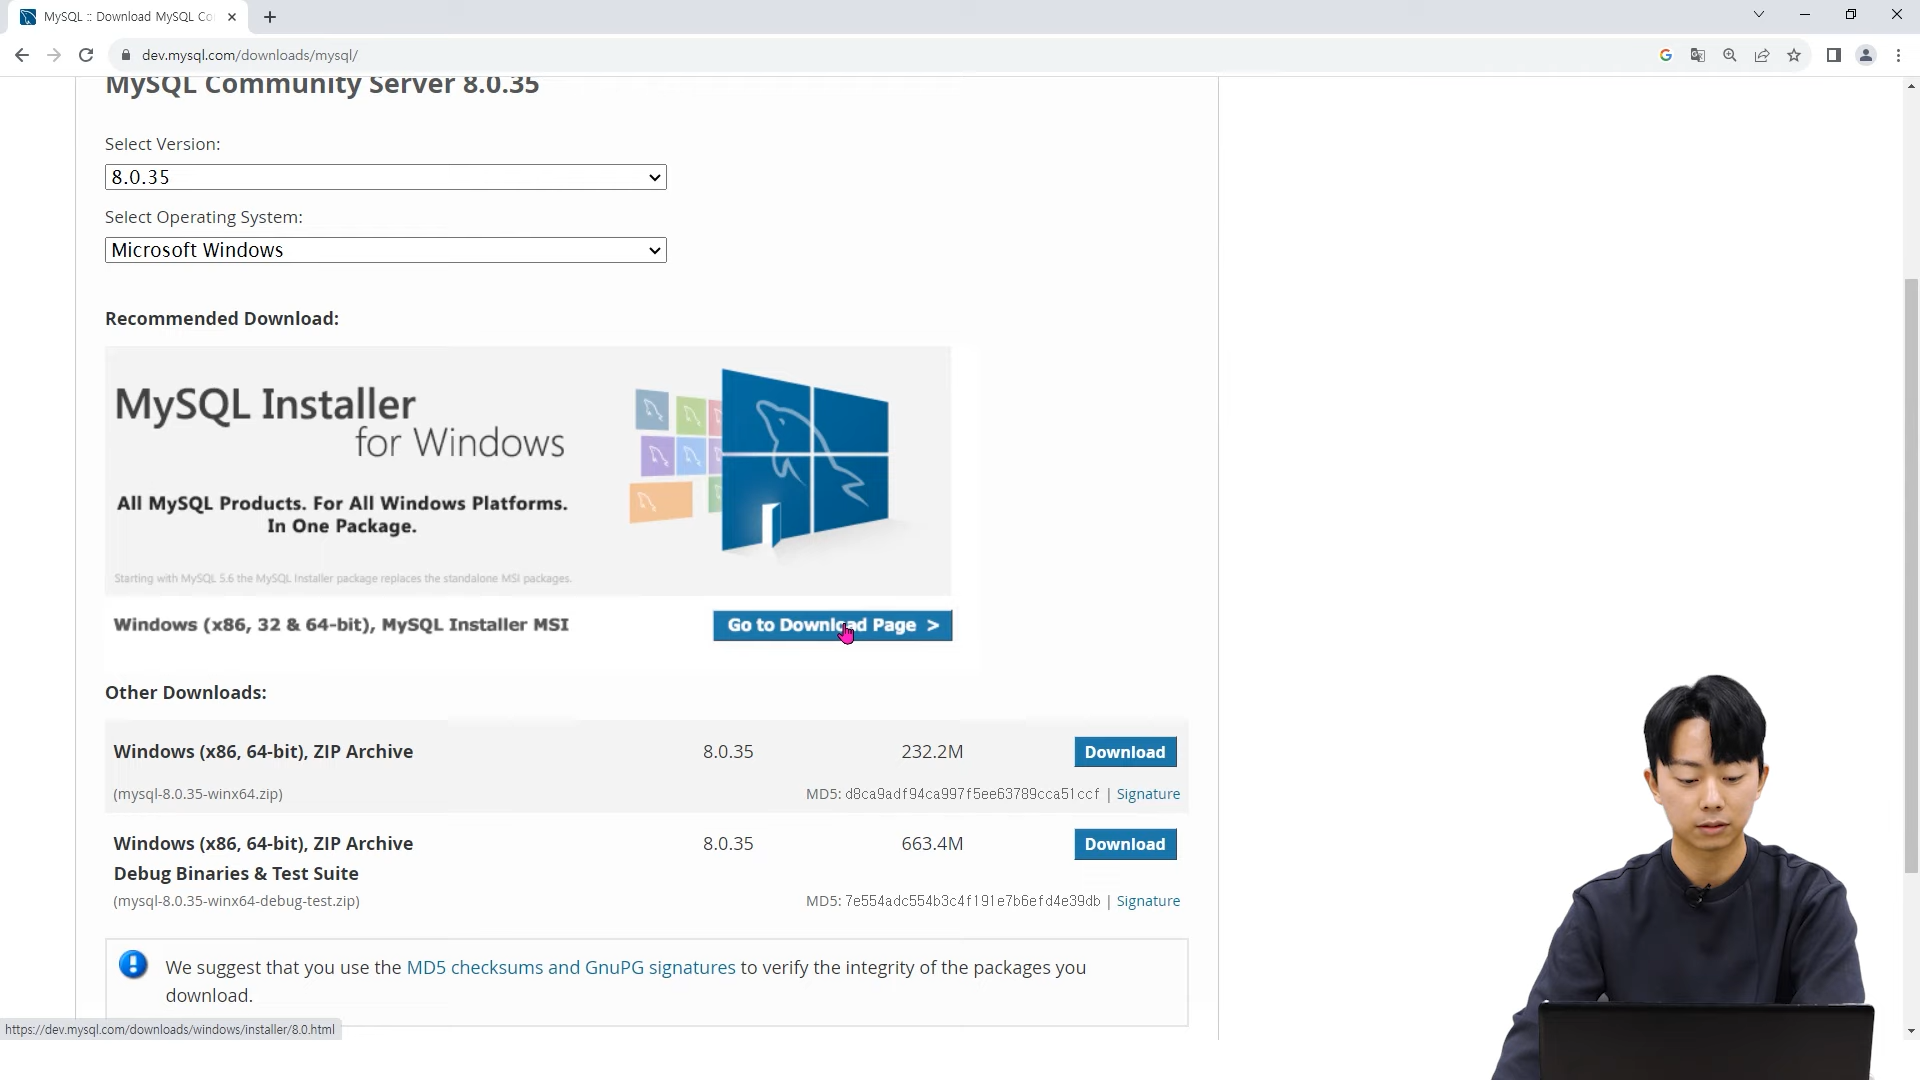 MySQL :: Download MySQL Co
dev.mysql.com/downloads/mysql/
MySQL Community Server 8.0.35
Select Version:
8.0.35
Select Operating System:
Microsoft Windows
Recommended Download:
MySQL Installer
for Windows
All MySQL Products. For All Windows Platforms.
In One Package.
Starting with MySQL 5.6 the MySQL Installer package replaces the standalone MSI packages.
Windows (x86, 32 & 64-bit), MySQL Installer MSI
Go to Download Page >
Other Downloads:
Windows (x86, 64-bit), ZIP Archive 8.0.35 232.2M Download
(mysql-8.0.35-winx64.zip) MD5: d8ca9adf94ca997f5ee63789cca51ccf | Signature
Windows (x86, 64-bit), ZIP Archive 8.0.35 663.4M Download
Debug Binaries & Test Suite
(mysql-8.0.35-winx64-debug-test.zip) MD5: 7e554adc554b3c4f191e7b6efd4e39db | Signature
We suggest that you use the MD5 checksums and GnuPG signatures to verify the integrity of the packages you
download.
https://dev.mysql.com/downloads/windows/installer/8.0.html